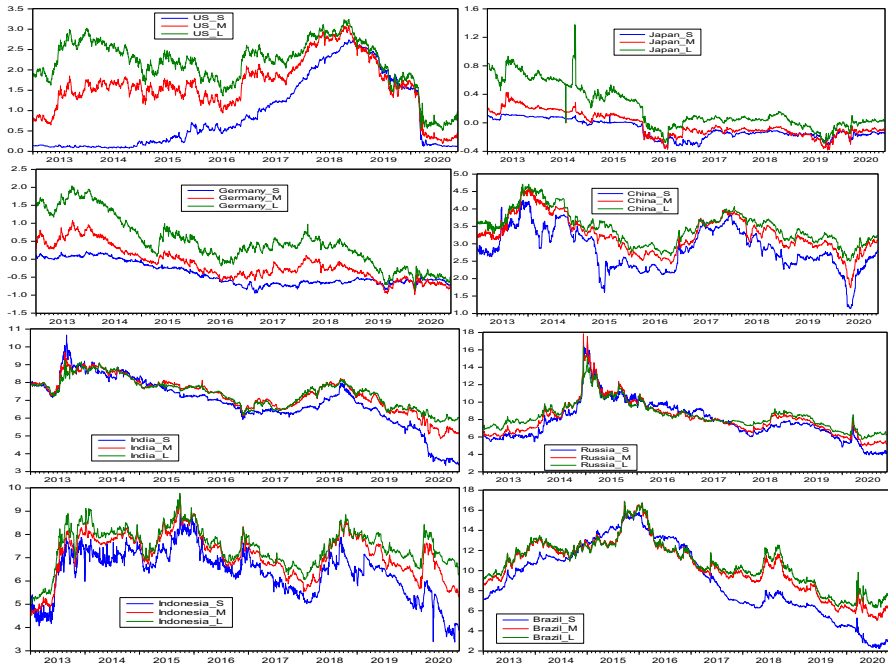 3.5
3.0
2.5
2.0
1.5
1.0
0.5
0.0
US_S
US_M
US_L
2013 2014 2015 2016 2017 2018 2019 2020
1.6
1.2
0.8
0.4
0.0
-0.4
Japan_S
Japan_M
Japan_L
2013 2014 2015 2016 2017 2018 2019 2020
2.5
2.0
1.5
1.0
0.5
0.0
-0.5
-1.0
-1.5
Germany_S
Germany_M
Germany_L
2013 2014 2015 2016 2017 2018 2019 2020
5.0
4.5
4.0
3.5
3.0
2.5
2.0
1.5
1.0
China_S
China_M
China_L
2013 2014 2015 2016 2017 2018 2019 2020
11
10
9
8
7
6
5
4
3
India_S
India_M
India_L
2013 2014 2015 2016 2017 2018 2019 2020
18
16
14
12
10
8
6
4
2
Russia_S
Russia_M
Russia_L
2013 2014 2015 2016 2017 2018 2019 2020
10
9
8
7
6
5
4
3
Indonesia_S
Indonesia_M
Indonesia_L
2013 2014 2015 2016 2017 2018 2019 2020
18
16
14
12
10
8
6
4
2
Brazil_S
Brazil_M
Brazil_L
2013 2014 2015 2016 2017 2018 2019 2020